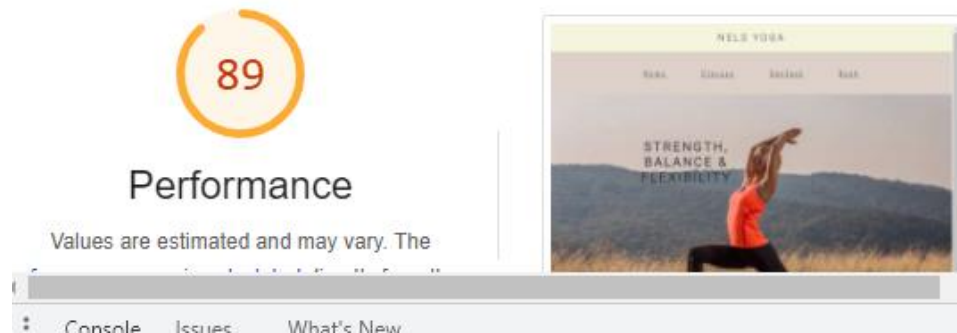 89
Performance
Values are estimated and may vary. The
NELS YOGA
STRENGTH,
BALANCE &
FLEXIBILITY
Console Issues What's New